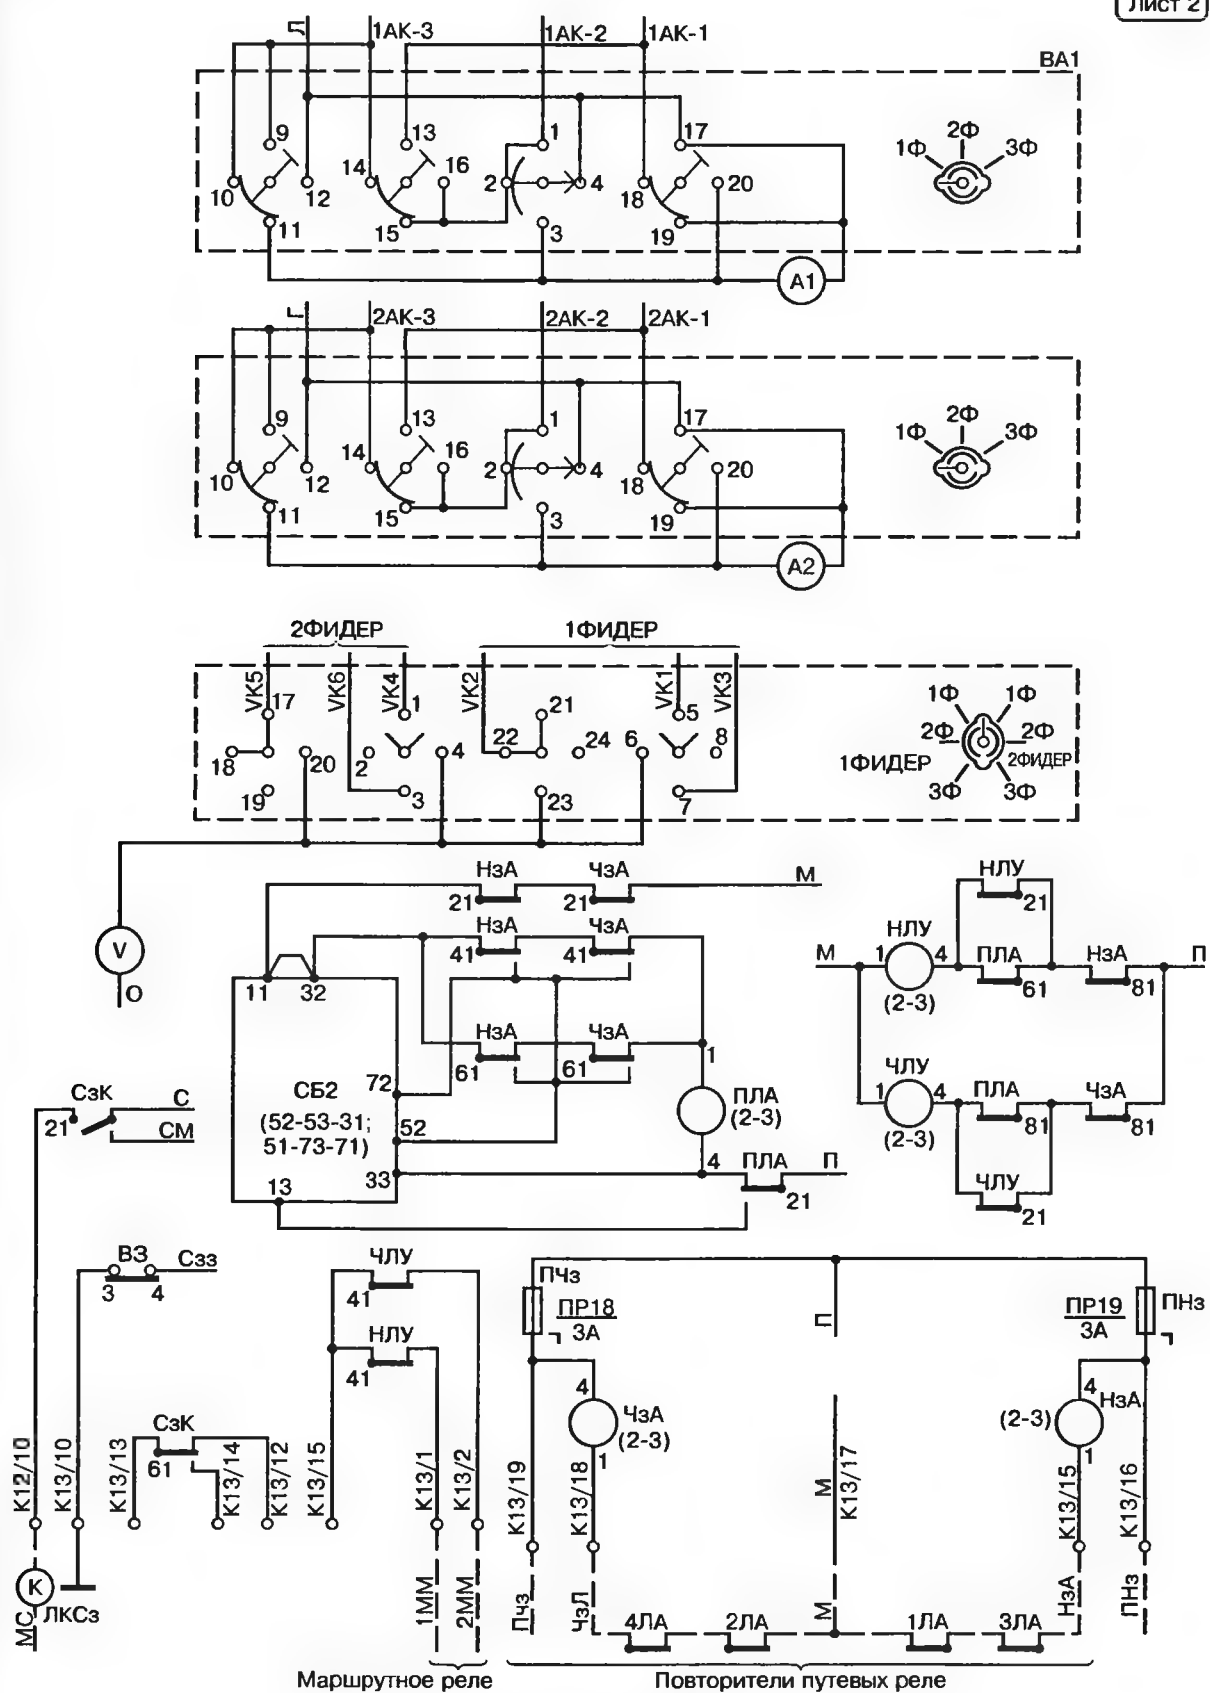 Лист 2
Л 1АК-3 1АК-2 1АК-1
ВА1
9 13 1 17
1Ф 2Ф 3Ф
14 16 2 4
10 12 18 20
11 15 3 19
А1
Г 2АК-3 2АК-2 2АК-1
9 13 1 17
1Ф 2Ф 3Ф
14 16 2 4
10 12 18 20
11 15 3 19
А2
2ФИДЕР 1ФИДЕР
VK5 VK6 VK4 VK2 VK1 VK3
17 1 21 5
1Ф 1Ф
18 20 2 4 22 24 6 8
2Ф 2Ф
1ФИДЕР 2ФИДЕР
19 3 23 7
3Ф 3Ф
НзА ЧзА М
21 21
НзА ЧзА
41 41
V
О
11 32
НзА ЧзА
61 61
1
НЛУ
21
НЛУ
М 1 4 ПЛА НзА П
(2-3) 61 81
СБ2
(52-53-31;
51-73-71)
72
52
33
13
ПЛА
(2-3)
4 ПЛА П
21
ЧЛУ
1 4 ПЛА ЧзА
(2-3) 81 81
ЧЛУ
21
СзК С
21 СМ
ВЗ Сзз
3 4
ЧЛУ
41
НЛУ
41
ПЧз
ПР18
3А
П
ПР19
3А
ПНз
4
ЧзА
(2-3)
1
4
НзА
(2-3)
1
СзК
61
К12/10 К13/10 К13/13 К13/14 К13/12 К13/15 К13/1 К13/2 К13/19 К13/18 М К13/17 К13/15 К13/16
К
МС ЛКСз
1ММ 2ММ Пчз ЧзЛ М НзА ПНз
4ЛА 2ЛА 1ЛА 3ЛА
Маршрутное реле Повторители путевых реле